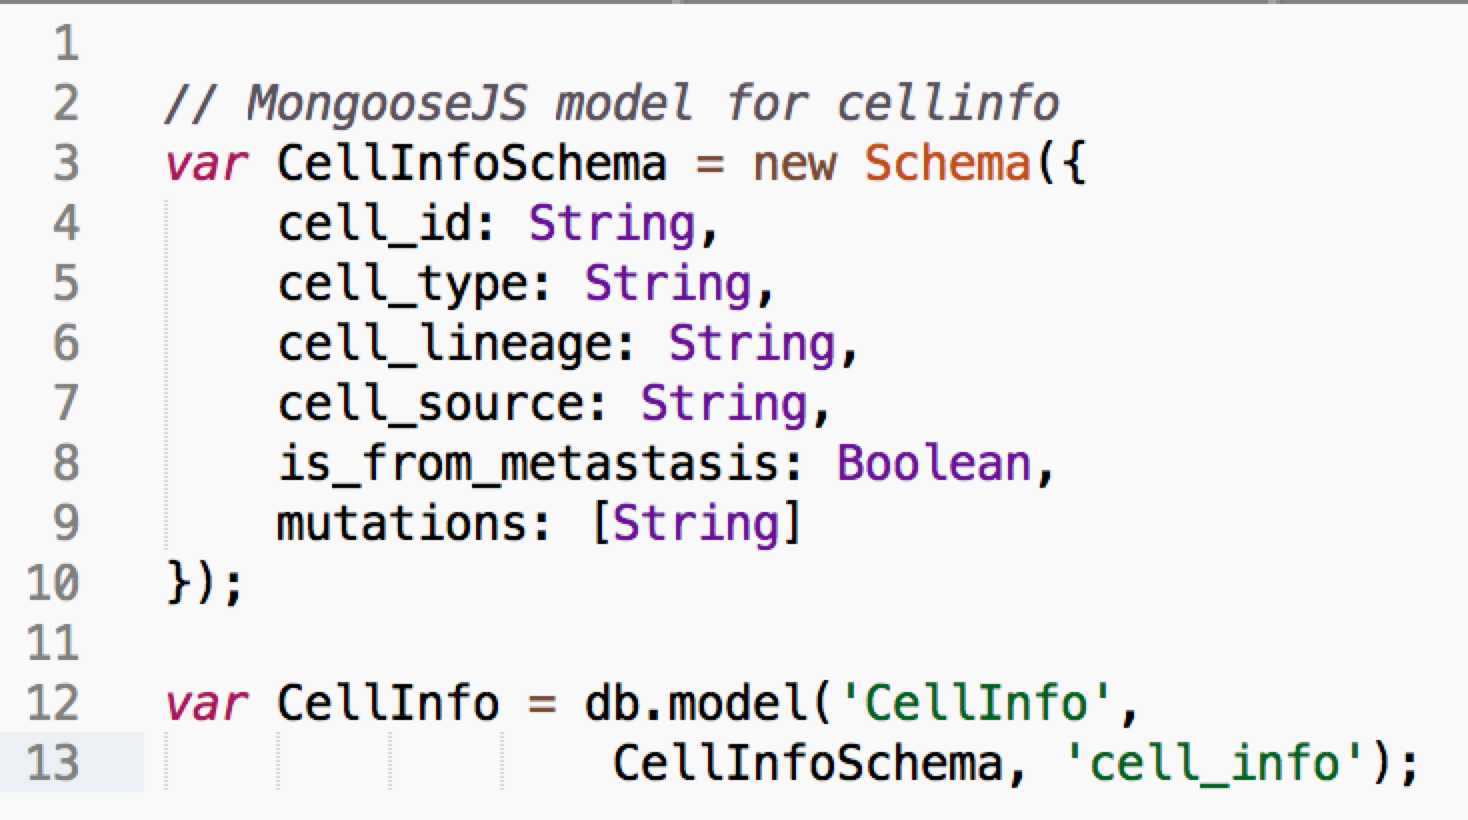 1
2 // MongooseJS model for cellinfo
3 var CellInfoSchema = new Schema({
4     cell_id: String,
5     cell_type: String,
6     cell_lineage: String,
7     cell_source: String,
8     is_from_metastasis: Boolean,
9     mutations: [String]
10 });
11
12 var CellInfo = db.model('CellInfo',
13                 CellInfoSchema, 'cell_info');